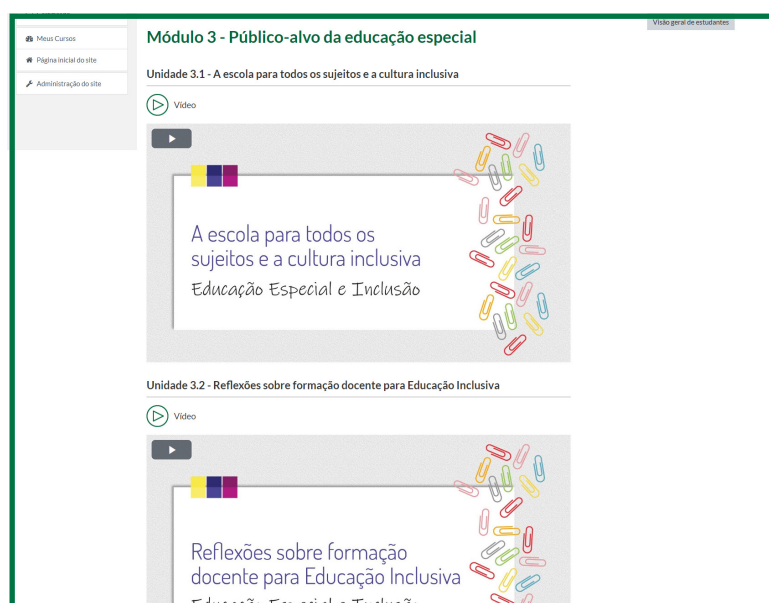 Visão geral de estudantes
Meus Cursos
Página inicial do site
Administração do site
Módulo 3 - Público-alvo da educação especial
Unidade 3.1 - A escola para todos os sujeitos e a cultura inclusiva
Vídeo
A escola para todos os
sujeitos e a cultura inclusiva
Educação Especial e Inclusão
Unidade 3.2 - Reflexões sobre formação docente para Educação Inclusiva
Vídeo
Reflexões sobre formação
docente para Educação Inclusiva